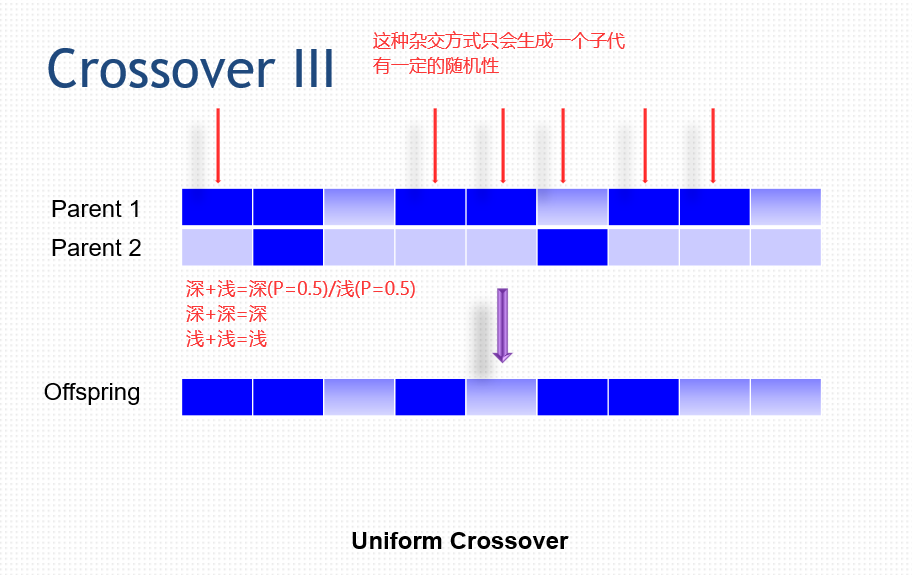 Crossover III
这种杂交方式只会生成一个子代
有一定的随机性
Parent 1
Parent 2
深+浅=深(P=0.5)/浅(P=0.5)
深+深=深
浅+浅=浅
Offspring
Uniform Crossover